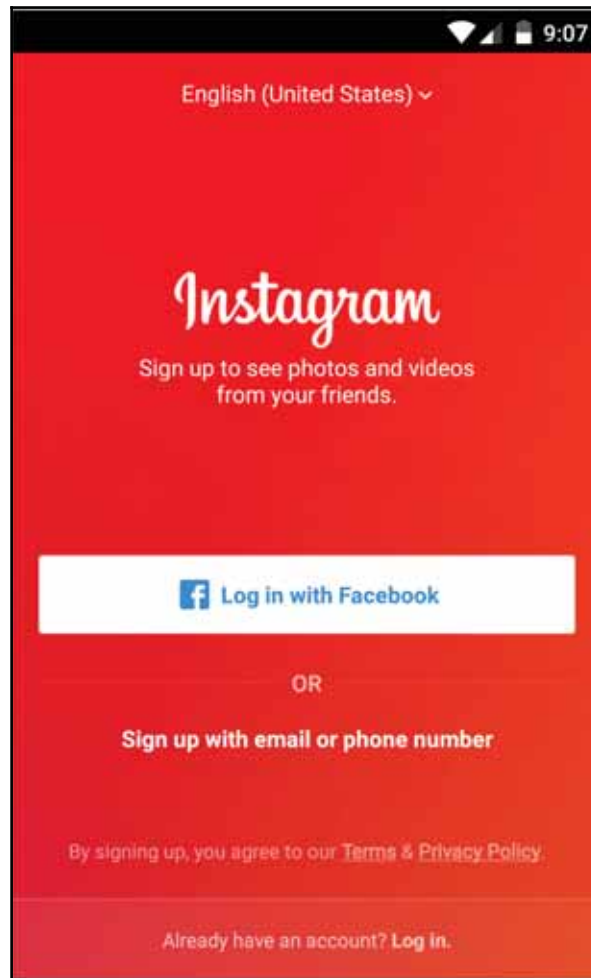 9:07
English (United States)
Instagram
Sign up to see photos and videos
from your friends.
Log in with Facebook
OR
Sign up with email or phone number
By signing up, you agree to our Terms & Privacy Policy.
Already have an account? Log in.